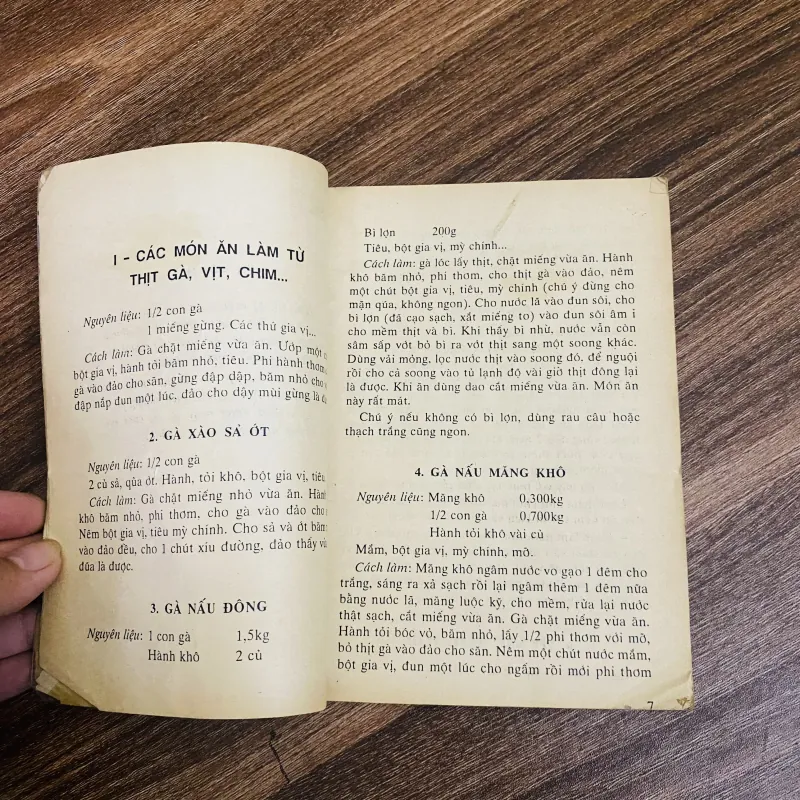 I - CÁC MÓN ĂN LÀM TỪ
THỊT GÀ, VỊT, CHIM...
Nguyên liệu: 1/2 con gà
1 miếng gừng. Các thứ gia vị...
Cách làm: Gà chặt miếng vừa ăn. Ướp một
bột gia vị, hành tỏi băm nhỏ, tiêu. Phi hành thơm
gà vào đảo cho săn, gừng đập dập, băm nhỏ cho
đập nắp đun một lúc, đảo cho dậy mùi gừng là
2. GÀ XÀO SẢ ỚT
Nguyên liệu: 1/2 con gà
2 củ sả, qủa ớt. Hành, tỏi khô, bột gia vị, tiêu
Cách làm: Gà chặt miếng nhỏ vừa ăn. Hành
khô băm nhỏ, phi thơm, cho gà vào đảo cho
Nêm bột gia vị, tiêu mỳ chính. Cho sả và ớt băm
vào đảo đều, cho 1 chút xíu đường, đảo thấy
đũa là được.
3. GÀ NẤU ĐÔNG
Nguyên liệu: 1 con gà 1,5kg
Hành khô 2 củ
Bì lợn 200g
Tiêu, bột gia vị, mỳ chính...
Cách làm: gà lóc lấy thịt, chặt miếng vừa ăn. Hành
khô băm nhỏ, phi thơm, cho thịt gà vào đảo, nêm
một chút bột gia vị, tiêu, mỳ chính (chú ý đừng cho
mặn qúa, không ngon). Cho nước lã vào đun sôi, cho
bì lợn (đã cạo sạch, xắt miếng to) vào đun sôi âm ỉ
cho mềm thịt và bì. Khi thấy bì nhừ, nước vẫn còn
sâm sấp vớt bỏ bì ra vớt thịt sang một soong khác.
Dùng vải mỏng, lọc nước thịt vào soong đó, để nguội
rồi cho cả soong vào tủ lạnh độ vài giờ thịt đông lại
là được. Khi ăn dùng dao cắt miếng vừa ăn. Món ăn
này rất mát.
Chú ý nếu không có bì lợn, dùng rau câu hoặc
thạch trắng cũng ngon.
4. GÀ NẤU MĂNG KHÔ
Nguyên liệu: Măng khô 0,300kg
1/2 con gà 0,700kg
Hành tỏi khô vài củ
Mắm, bột gia vị, mỳ chính, mỡ.
Cách làm: Măng khô ngâm nước vo gạo 1 đêm cho
trắng, sáng ra xả sạch rồi lại ngâm thêm 1 đêm nữa
bằng nước lã, măng luộc kỹ, cho mềm, rửa lại nước
thật sạch, cắt miếng vừa ăn. Gà chặt miếng vừa ăn.
Hành tỏi bóc vỏ, băm nhỏ, lấy 1/2 phi thơm với mỡ,
bỏ thịt gà vào đảo cho săn. Nêm một chút nước mắm,
bột gia vị, đun một lúc cho ngấm rồi mới phi thơm
7